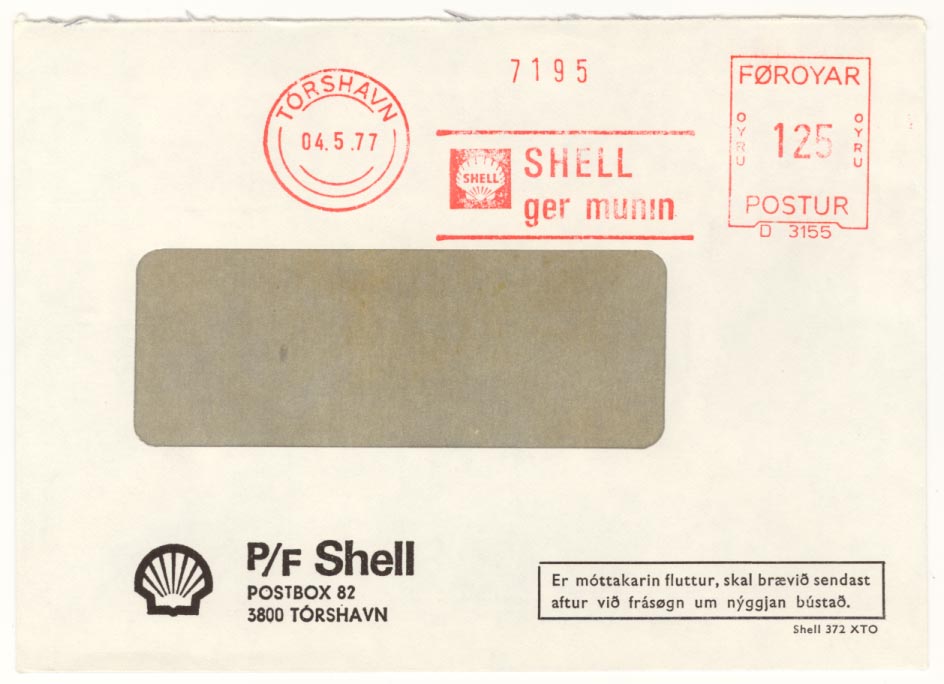 7195
TÓRSHAVN
04.5.77
SHELL
SHELL
ger munin
FØROYAR
OYRU 125 OYRU
POSTUR
D 3155
P/F Shell
POSTBOX 82
3800 TÓRSHAVN
Er móttakarin fluttur, skal brævið sendast
aftur við frásøgn um nýggjan bústað.
Shell 372 XTO